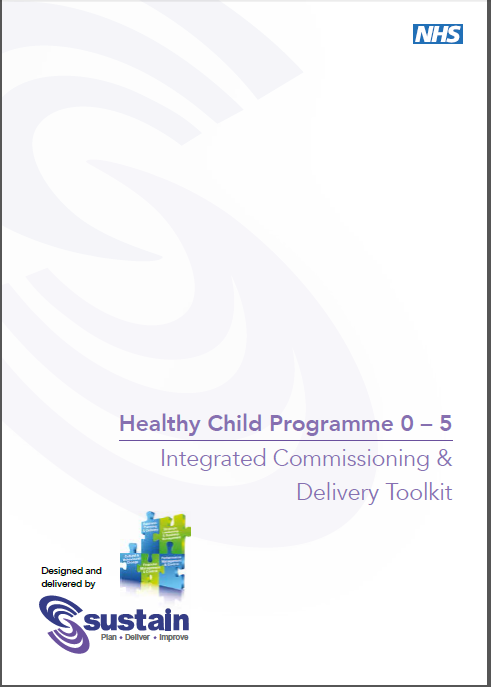 NHS
Healthy Child Programme 0 – 5
Integrated Commissioning &
Delivery Toolkit
Designed and
delivered by
sustain
Plan • Deliver • Improve